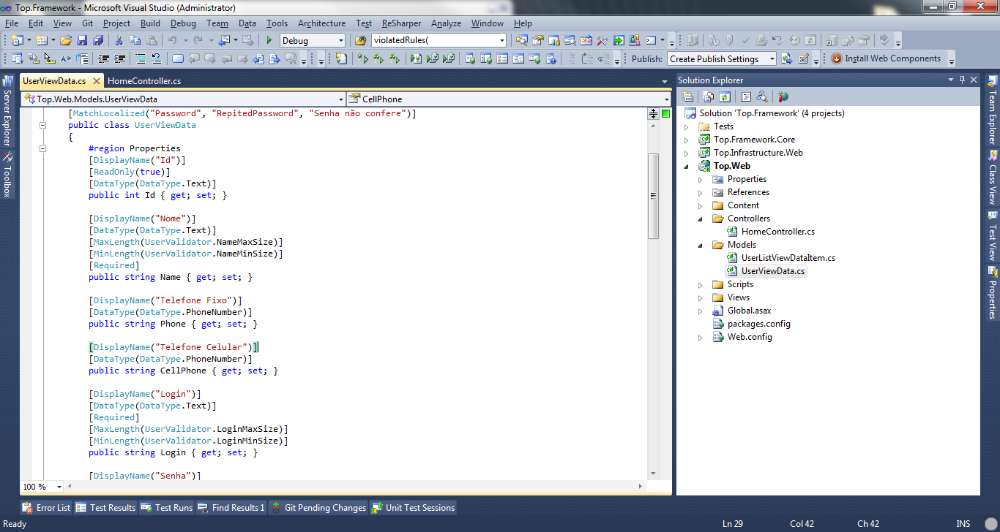 Top.Framework - Microsoft Visual Studio (Administrator)
File Edit View Git Project Build Debug Team Data Tools Architecture Test ReSharper Analyze Window Help
Debug violatedRules(
Publish: Create Publish Settings Install Web Components
Server Explorer
Toolbox
UserViewData.cs HomeController.cs
Top.Web.Models.UserViewData CellPhone
[MatchLocalized("Password", "RepitedPassword", "Senha não confere")]
public class UserViewData
{
#region Properties
[DisplayName("Id")]
[ReadOnly(true)]
[DataType(DataType.Text)]
public int Id { get; set; }
[DisplayName("Nome")]
[DataType(DataType.Text)]
[MaxLength(UserValidator.NameMaxSize)]
[MinLength(UserValidator.NameMinSize)]
[Required]
public string Name { get; set; }
[DisplayName("Telefone Fixo")]
[DataType(DataType.PhoneNumber)]
public string Phone { get; set; }
[DisplayName("Telefone Celular")]
[DataType(DataType.PhoneNumber)]
public string CellPhone { get; set; }
[DisplayName("Login")]
[DataType(DataType.Text)]
[Required]
[MaxLength(UserValidator.LoginMaxSize)]
[MinLength(UserValidator.LoginMinSize)]
public string Login { get; set; }
[DisplayName("Senha")]
100 %
Solution Explorer
Solution 'Top.Framework' (4 projects)
Tests
Top.Framework.Core
Top.Infrastructure.Web
Top.Web
Properties
References
Content
Controllers
HomeController.cs
Models
UserListViewDataItem.cs
UserViewData.cs
Scripts
Views
Global.asax
packages.config
Web.config
Team Explorer
Class View
Test View
Properties
Error List Test Results Test Runs Find Results 1 Git Pending Changes Unit Test Sessions
Ready Ln 29 Col 42 Ch 42 INS